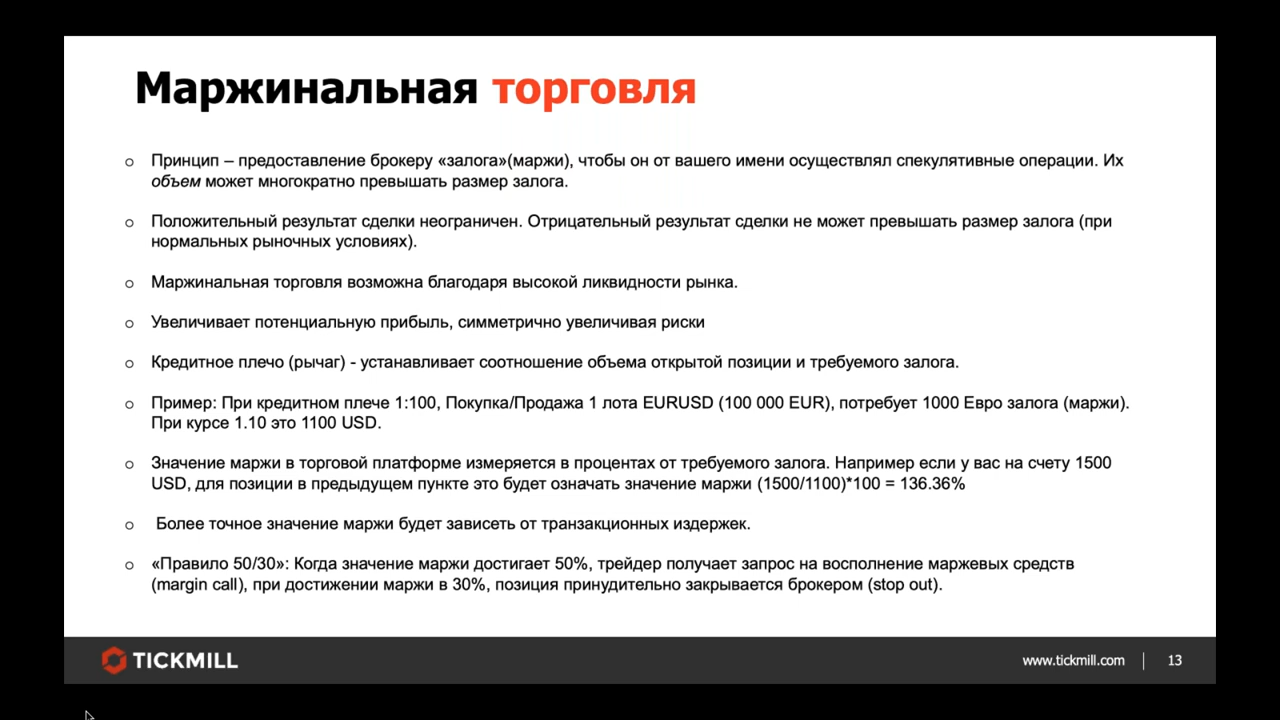 Маржинальная торговля
o Принцип – предоставление брокеру «залога»(маржи), чтобы он от вашего имени осуществлял спекулятивные операции. Их
объем может многократно превышать размер залога.
o Положительный результат сделки неограничен. Отрицательный результат сделки не может превышать размер залога (при
нормальных рыночных условиях).
o Маржинальная торговля возможна благодаря высокой ликвидности рынка.
o Увеличивает потенциальную прибыль, симметрично увеличивая риски
o Кредитное плечо (рычаг) - устанавливает соотношение объема открытой позиции и требуемого залога.
o Пример: При кредитном плече 1:100, Покупка/Продажа 1 лота EURUSD (100 000 EUR), потребует 1000 Евро залога (маржи).
При курсе 1.10 это 1100 USD.
o Значение маржи в торговой платформе измеряется в процентах от требуемого залога. Например если у вас на счету 1500
USD, для позиции в предыдущем пункте это будет означать значение маржи (1500/1100)*100 = 136.36%
o Более точное значение маржи будет зависеть от транзакционных издержек.
o «Правило 50/30»: Когда значение маржи достигает 50%, трейдер получает запрос на восполнение маржевых средств
(margin call), при достижении маржи в 30%, позиция принудительно закрывается брокером (stop out).
TICKMILL
www.tickmill.com | 13